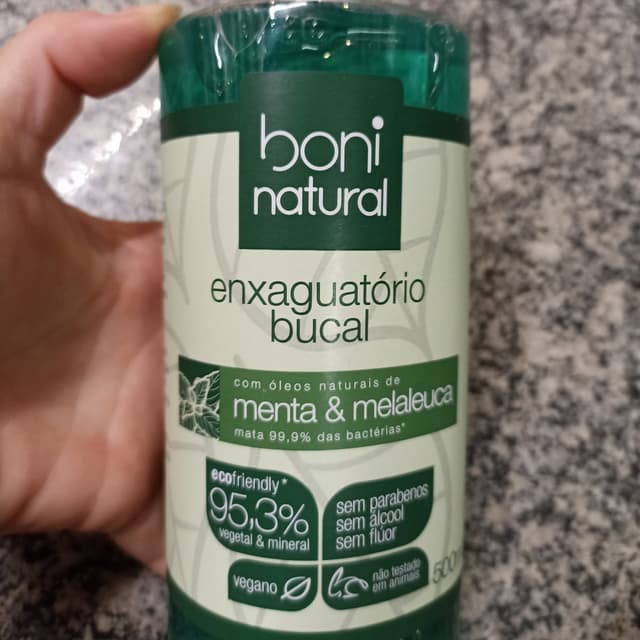 boni
natural
enxaguatório
bucal
com óleos naturais de
menta & melaleuca
mata 99,9% das bactérias*
ecofriendly*
95,3%
vegetal & mineral
sem parabenos
sem álcool
sem flúor
vegano
não testado
em animais